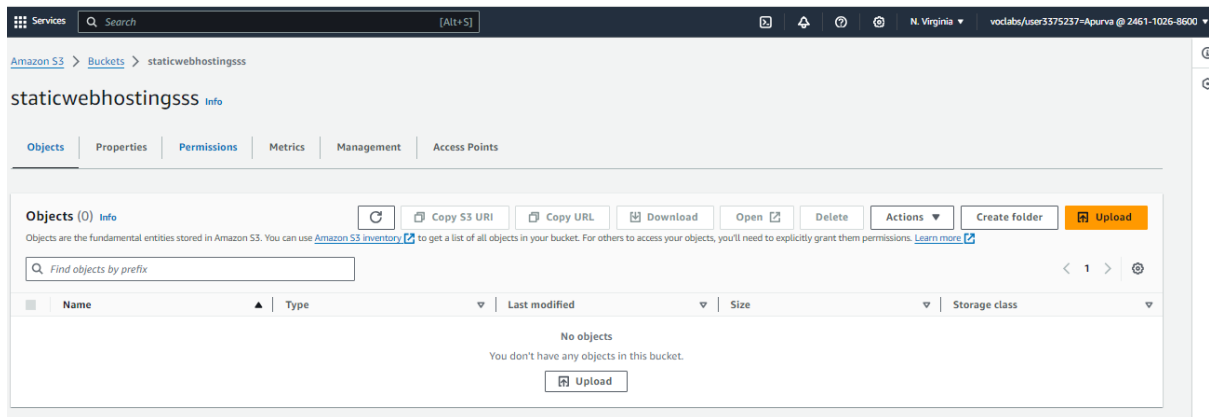 Services Search [Alt+S] N. Virginia voclabs/user3375237=Apurva @ 2461-1026-8600
Amazon S3 > Buckets > staticwebhostingsss
staticwebhostingsss Info
Objects Properties Permissions Metrics Management Access Points
Objects (0) Info Copy S3 URI Copy URL Download Open Delete Actions Create folder Upload
Objects are the fundamental entities stored in Amazon S3. You can use Amazon S3 inventory to get a list of all objects in your bucket. For others to access your objects, you'll need to explicitly grant them permissions. Learn more
Find objects by prefix < 1 >
Name Type Last modified Size Storage class
No objects
You don't have any objects in this bucket.
Upload